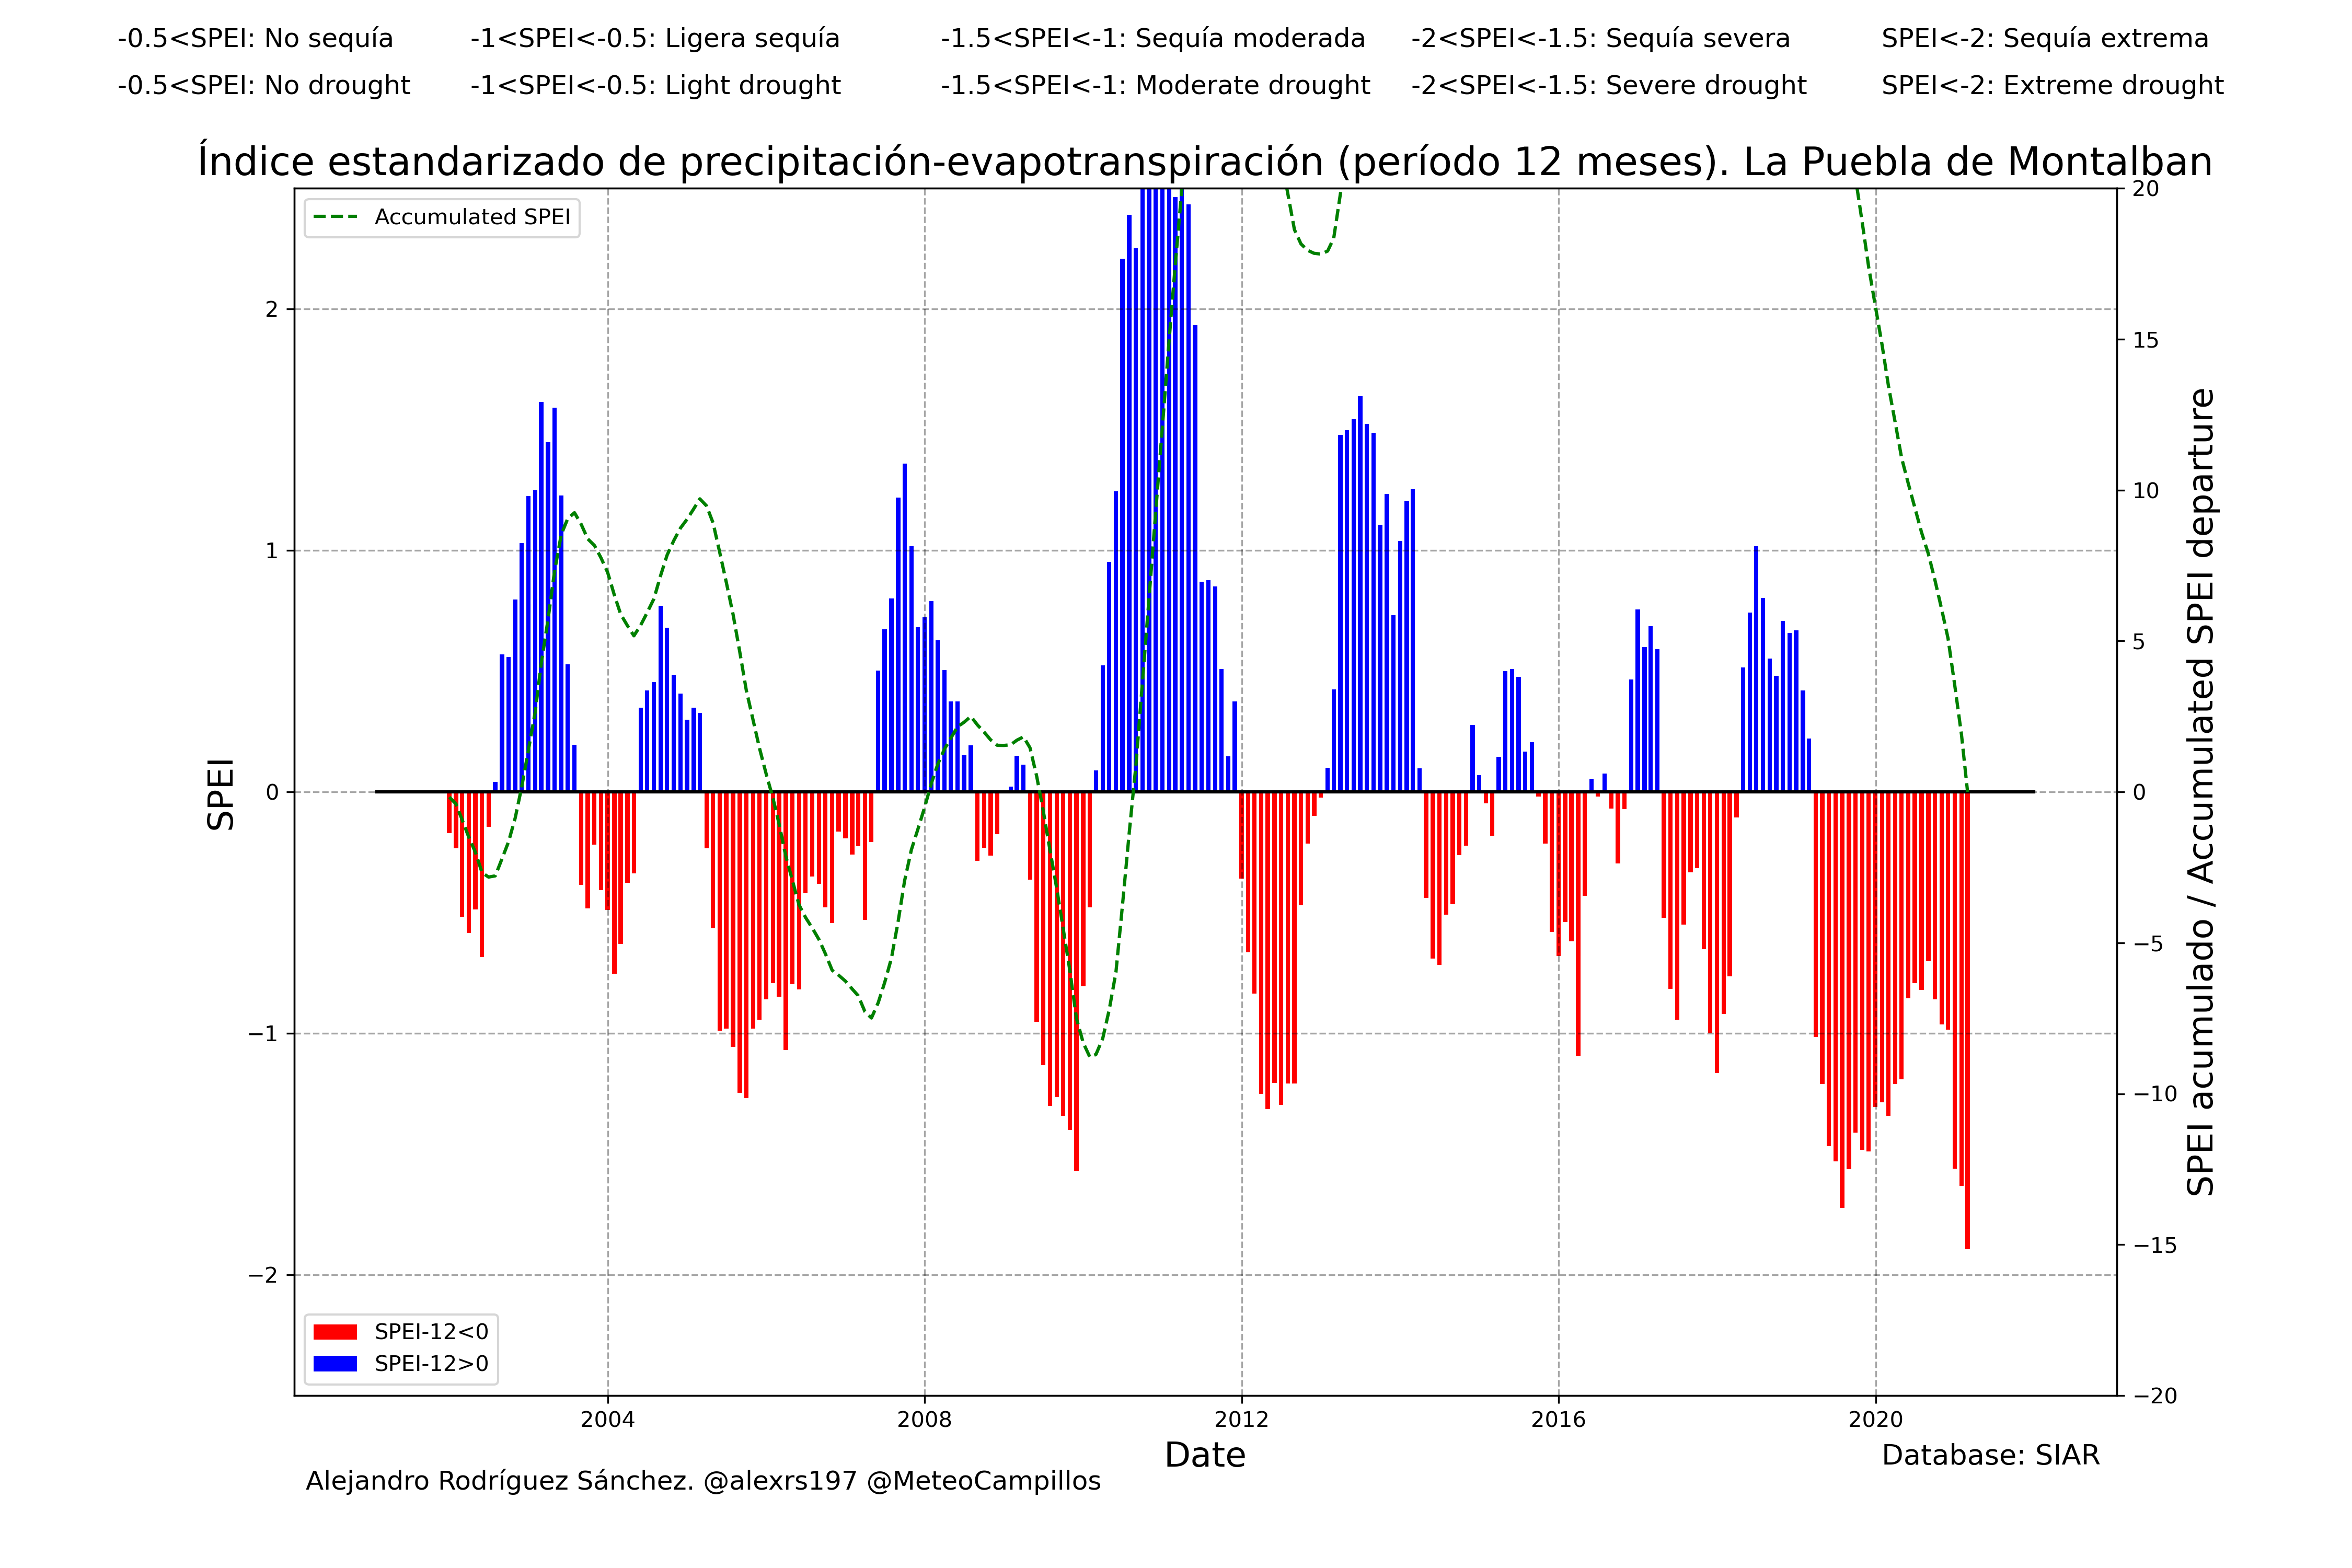 -0.5<SPEI: No sequía -1<SPEI<-0.5: Ligera sequía -1.5<SPEI<-1: Sequía moderada -2<SPEI<-1.5: Sequía severa SPEI<-2: Sequía extrema
-0.5<SPEI: No drought -1<SPEI<-0.5: Light drought -1.5<SPEI<-1: Moderate drought -2<SPEI<-1.5: Severe drought SPEI<-2: Extreme drought
Índice estandarizado de precipitación-evapotranspiración (período 12 meses). La Puebla de Montalban
Accumulated SPEI
2
1
0
−1
−2
SPEI
20
15
10
5
0
−5
−10
−15
−20
SPEI acumulado / Accumulated SPEI departure
SPEI-12<0
SPEI-12>0
2004 2008 2012 2016 2020
Date
Database: SIAR
Alejandro Rodríguez Sánchez. @alexrs197 @MeteoCampillos